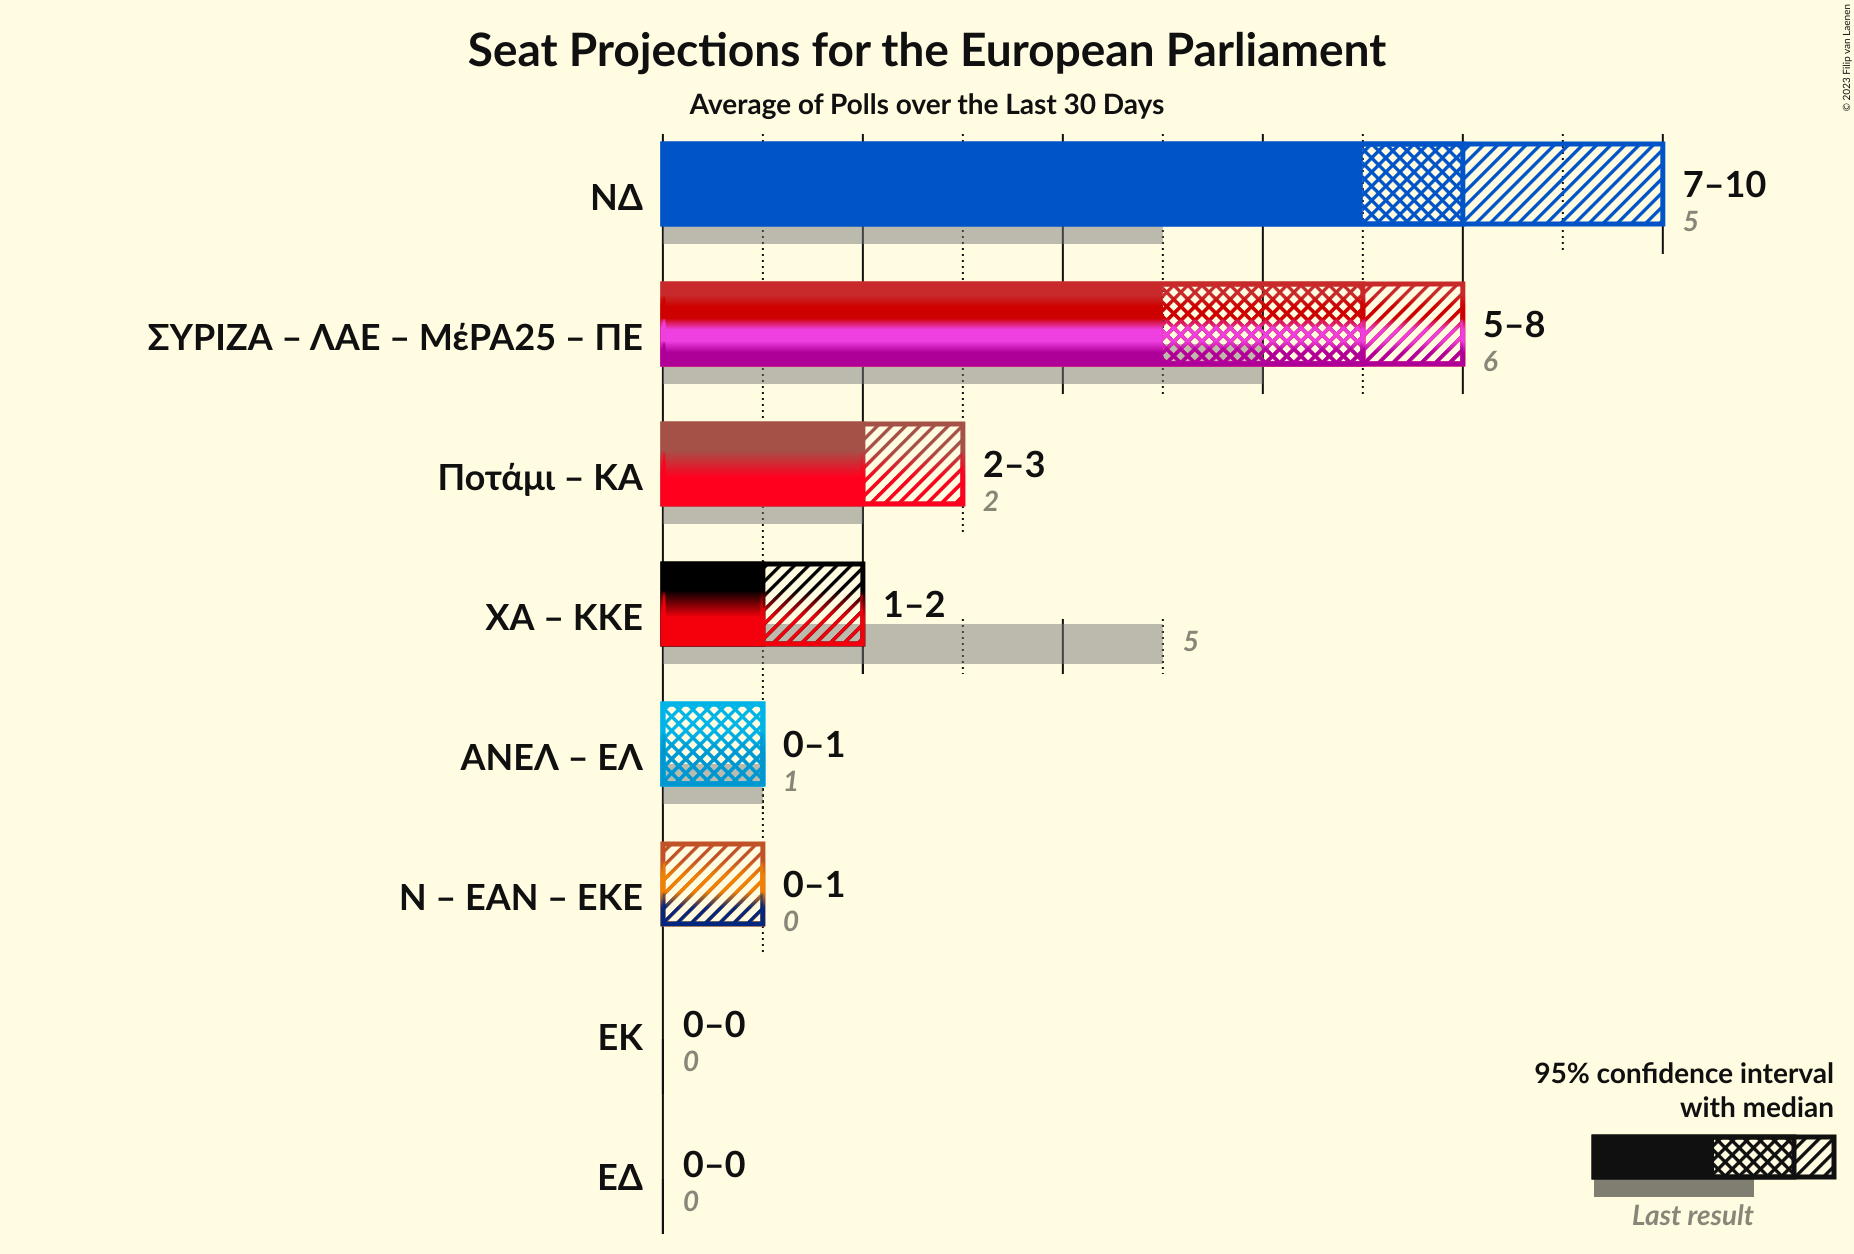 Seat Projections for the European Parliament
Average of Polls over the Last 30 Days
© 2023 Filip van Laenen
ΝΔ
7–10
5
ΣΥΡΙΖΑ – ΛΑΕ – ΜέΡΑ25 – ΠΕ
5–8
6
Ποτάμι – ΚΑ
2–3
2
ΧΑ – ΚΚΕ
1–2
5
ΑΝΕΛ – ΕΛ
0–1
1
Ν – ΕΑΝ – ΕΚΕ
0–1
0
ΕΚ
0–0
0
ΕΔ
0–0
0
95% confidence interval
with median
Last result